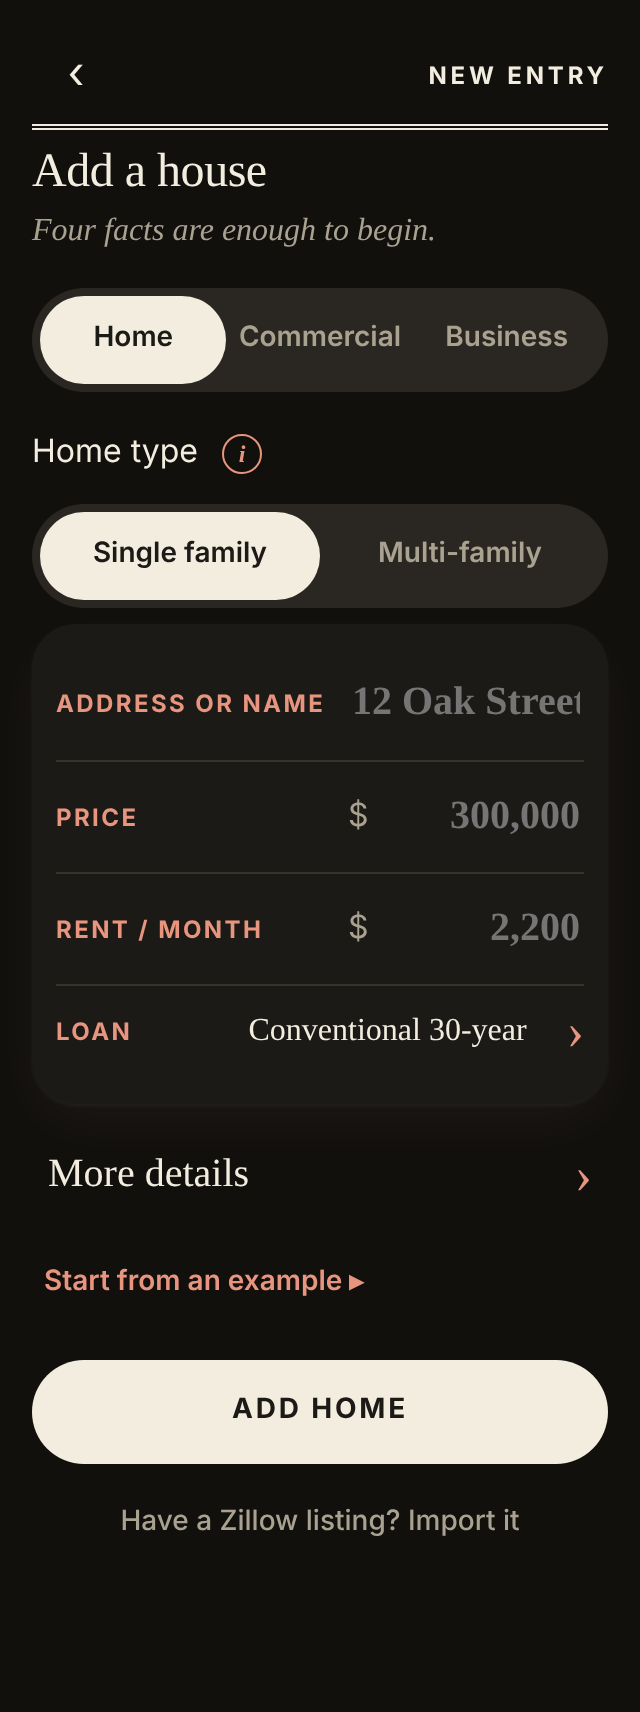 ‹ NEW ENTRY
Add a house
Four facts are enough to begin.
Home Commercial Business
Home type i
Single family Multi-family
ADDRESS OR NAME 12 Oak Street
PRICE $ 300,000
RENT / MONTH $ 2,200
LOAN Conventional 30-year ›
More details ›
Start from an example ▸
ADD HOME
Have a Zillow listing? Import it